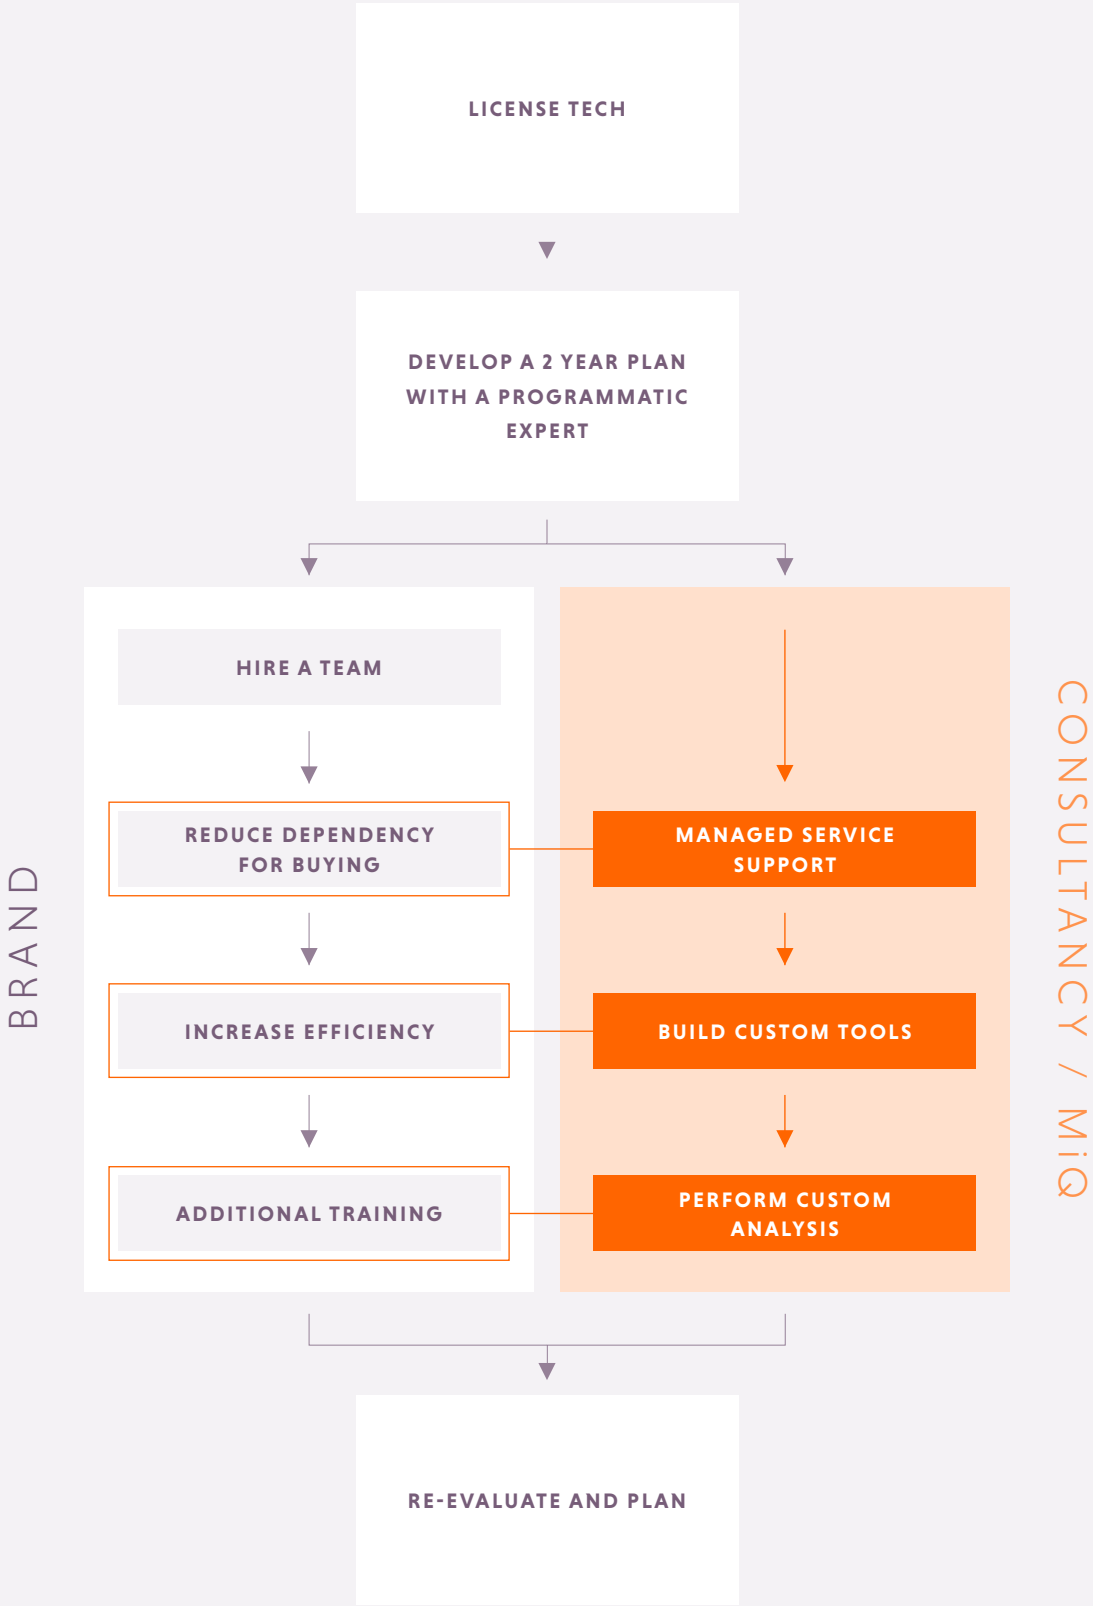 LICENSE TECH
DEVELOP A 2 YEAR PLAN
WITH A PROGRAMMATIC
EXPERT
BRAND
HIRE A TEAM
REDUCE DEPENDENCY
FOR BUYING
INCREASE EFFICIENCY
ADDITIONAL TRAINING
CONSULTANCY / MiQ
MANAGED SERVICE
SUPPORT
BUILD CUSTOM TOOLS
PERFORM CUSTOM
ANALYSIS
RE-EVALUATE AND PLAN